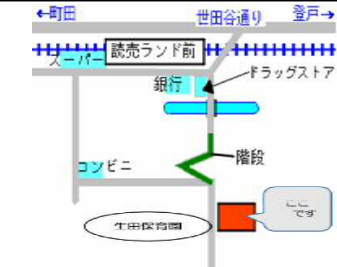 ←町田
世田谷通り
登戸→
読売ランド前
スーパー
ドラッグストア
銀行
階段
コンビニ
ここ
です
生田保育園